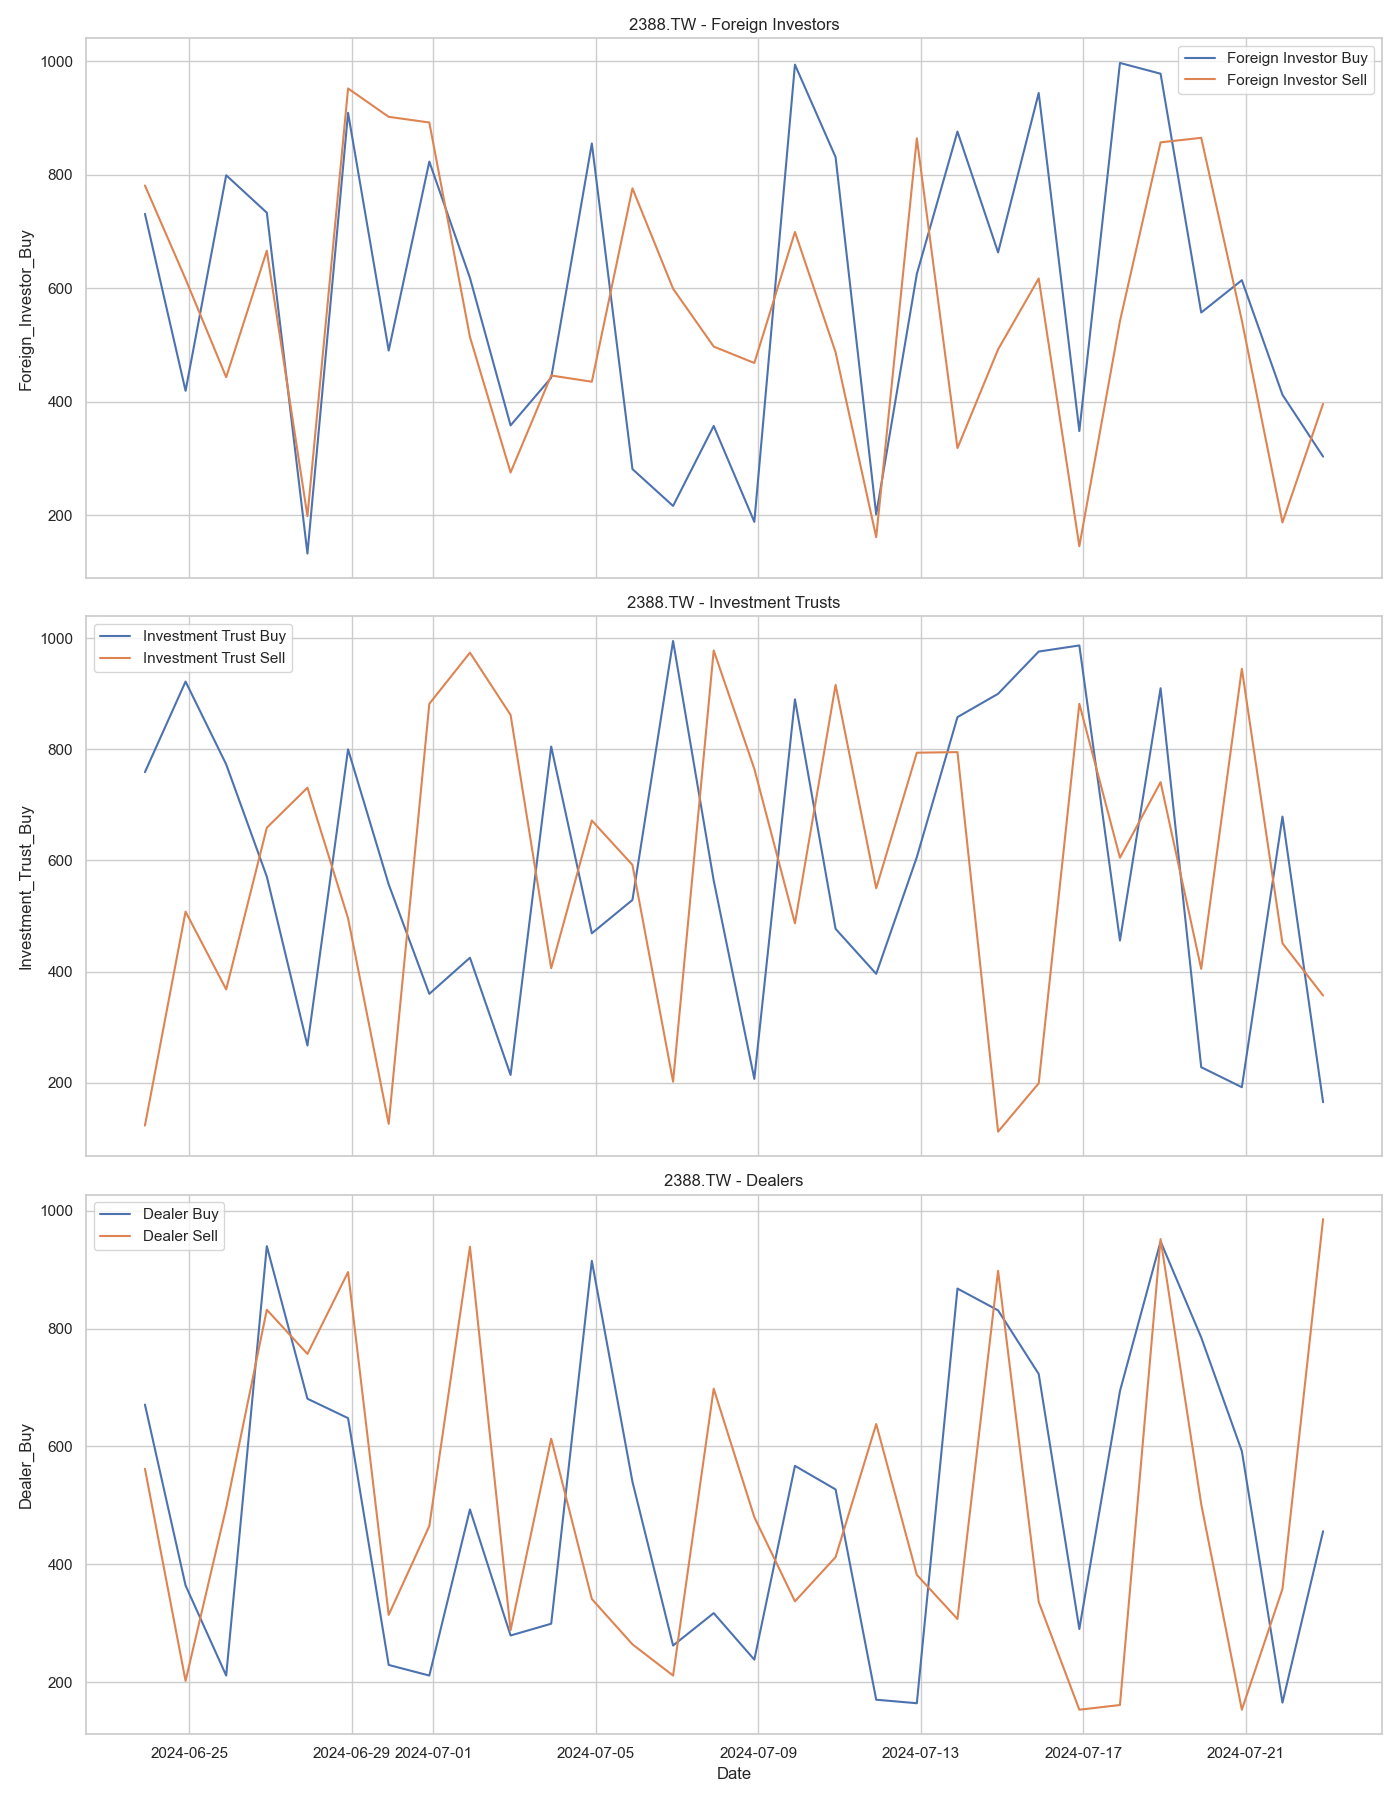 2388.TW - Foreign Investors
Foreign Investor Buy
Foreign Investor Sell
Foreign_Investor_Buy
1000
800
600
400
200
2388.TW - Investment Trusts
Investment Trust Buy
Investment Trust Sell
Investment_Trust_Buy
1000
800
600
400
200
2388.TW - Dealers
Dealer Buy
Dealer Sell
Dealer_Buy
1000
800
600
400
200
2024-06-25 2024-06-29 2024-07-01 2024-07-05 2024-07-09 2024-07-13 2024-07-17 2024-07-21
Date